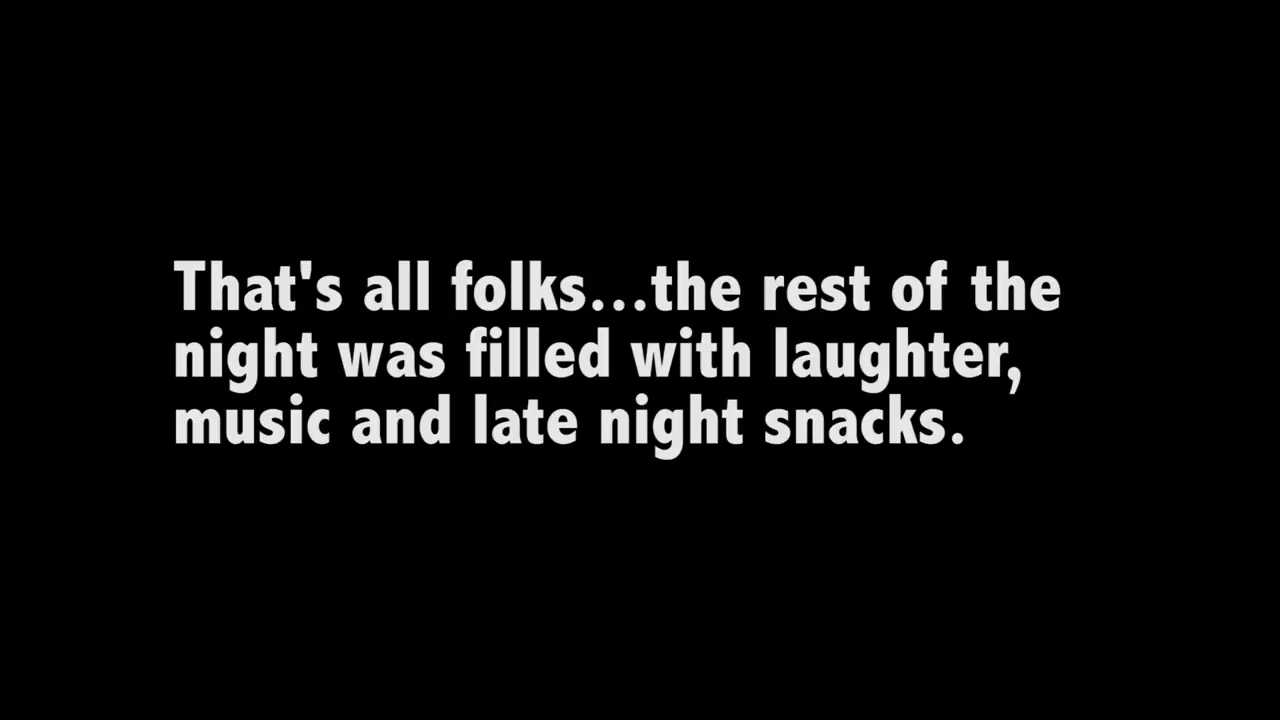 That's all folks...the rest of the
night was filled with laughter,
music and late night snacks.